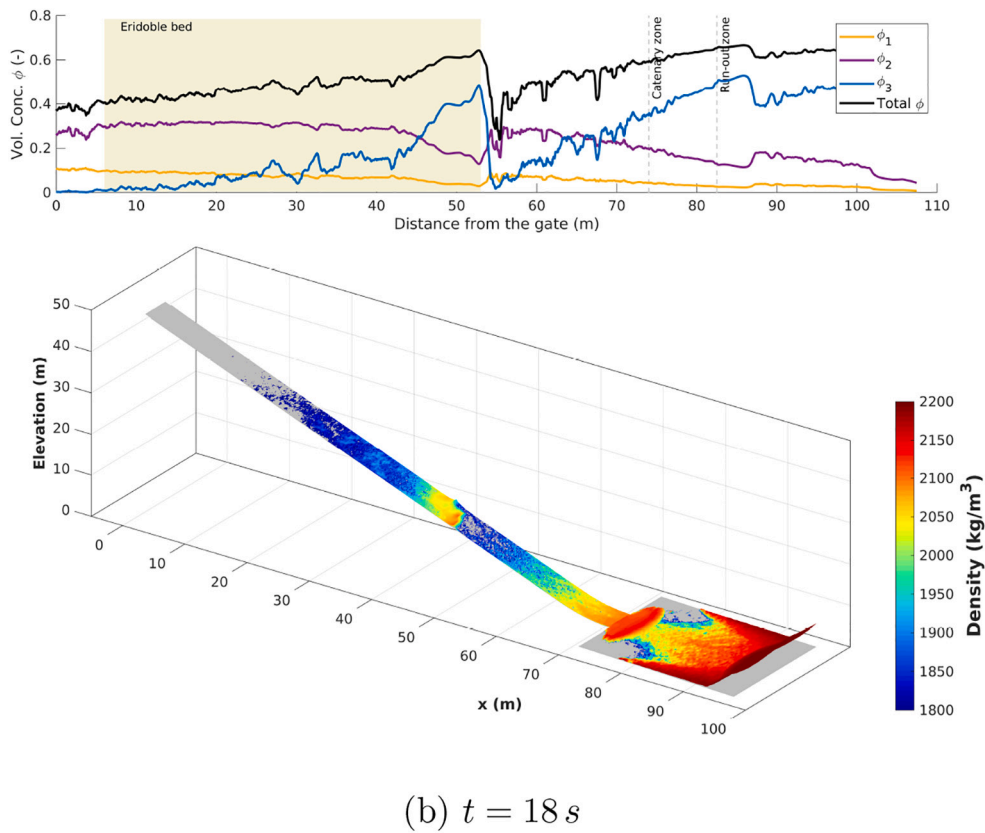 0.8
0.6
0.4
0.2
0
Vol. Conc. ϕ (-)
Eridoble bed
Catenary zone
Run-out zone
ϕ1
ϕ2
ϕ3
Total ϕ
0 10 20 30 40 50 60 70 80 90 100 110
Distance from the gate (m)
50
40
30
20
10
0
Elevation (m)
0
10
20
30
40
50
60
70
80
90
100
x (m)
2200
2150
2100
2050
2000
1950
1900
1850
1800
Density (kg/m³)
(b) t = 18 s